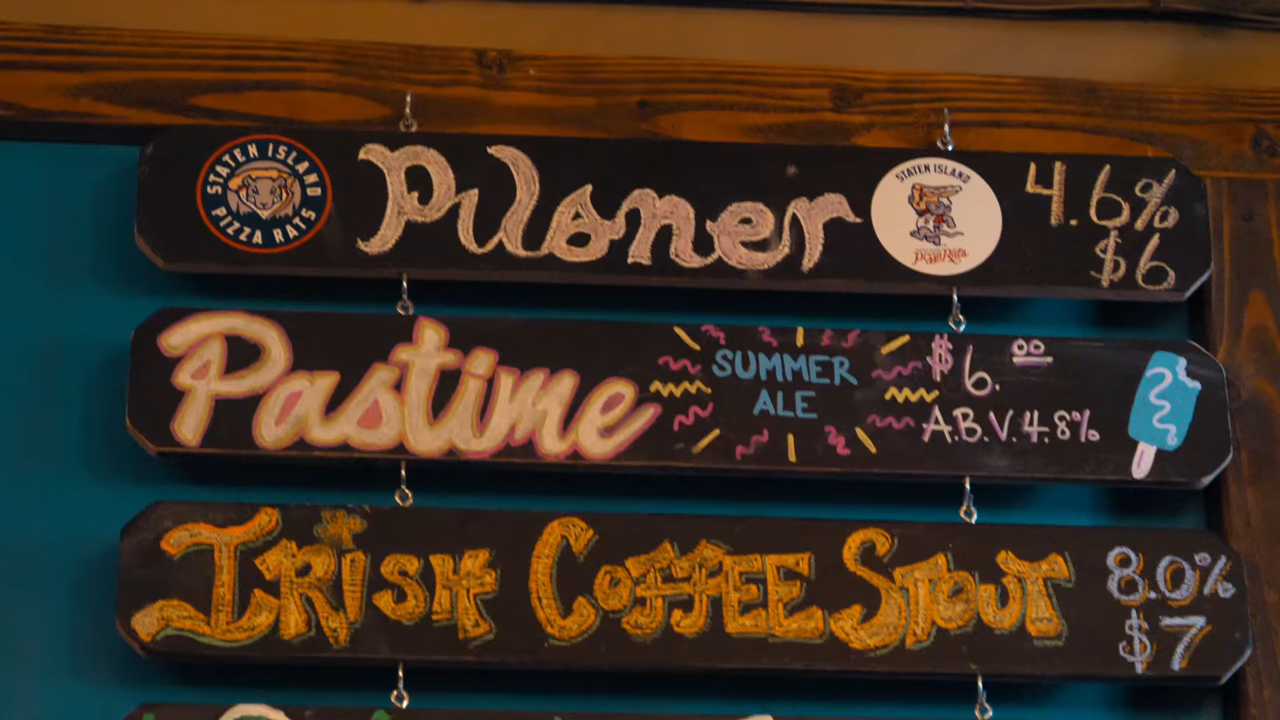 STATEN ISLAND
PIZZA RATS
Pilsner
STATEN ISLAND
Pizza Rats
4.6%
$6
Pastime
SUMMER
ALE
$6.00
A.B.V. 4.8%
IRISH COFFEE STOUT
8.0%
$7